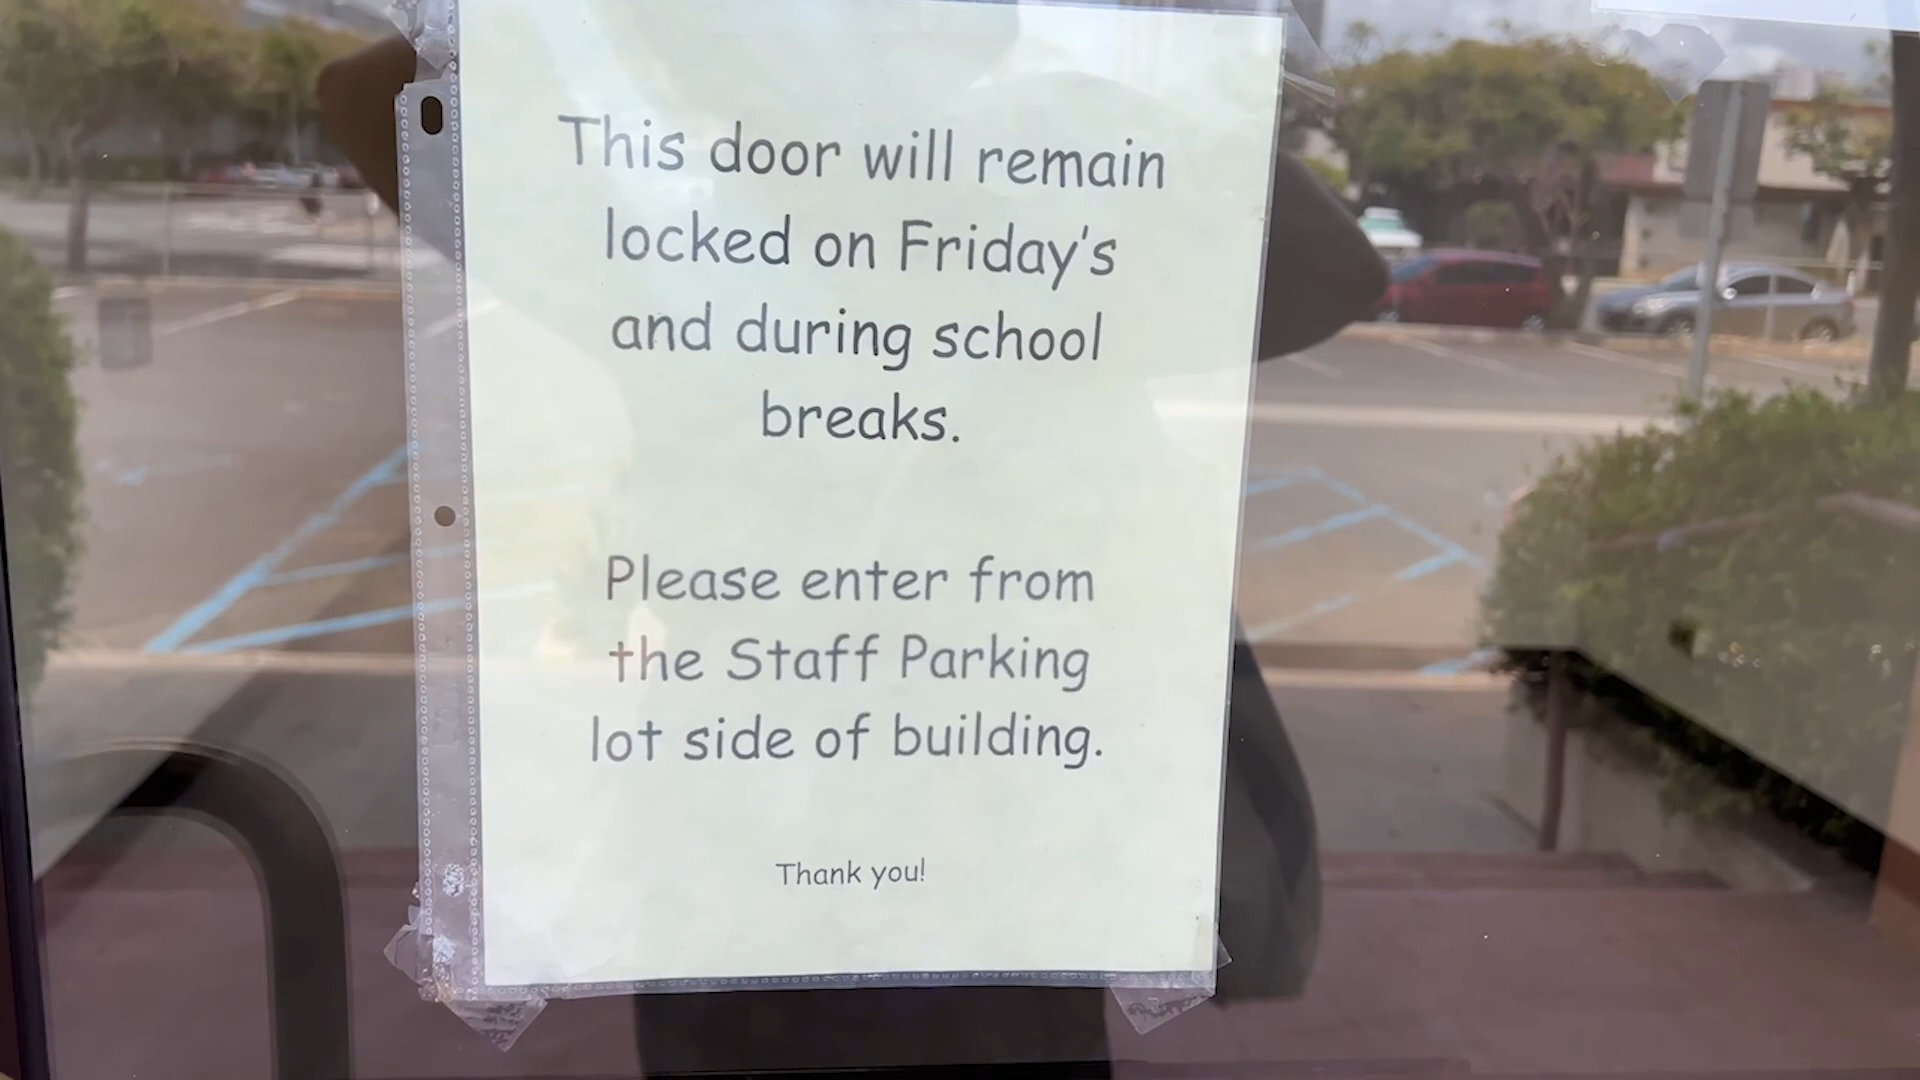 This door will remain
locked on Friday's
and during school
breaks.
Please enter from
the Staff Parking
lot side of building.
Thank you!